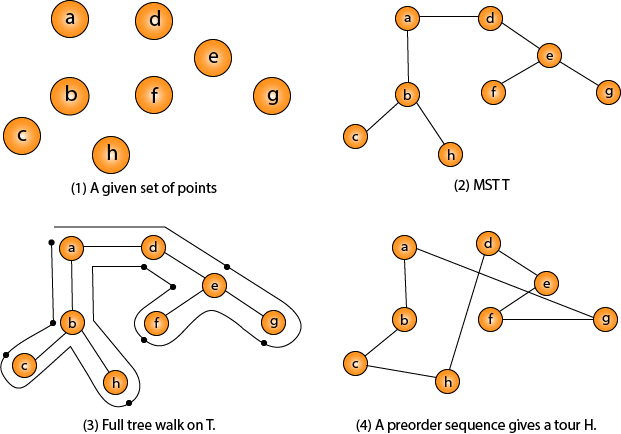 a d
e
b f g
c
h
(1) A given set of points
a d
e
b f g
c
h
(2) MST T
a d
e
b f g
c
h
(3) Full tree walk on T.
a d
e
b f g
c
h
(4) A preorder sequence gives a tour H.